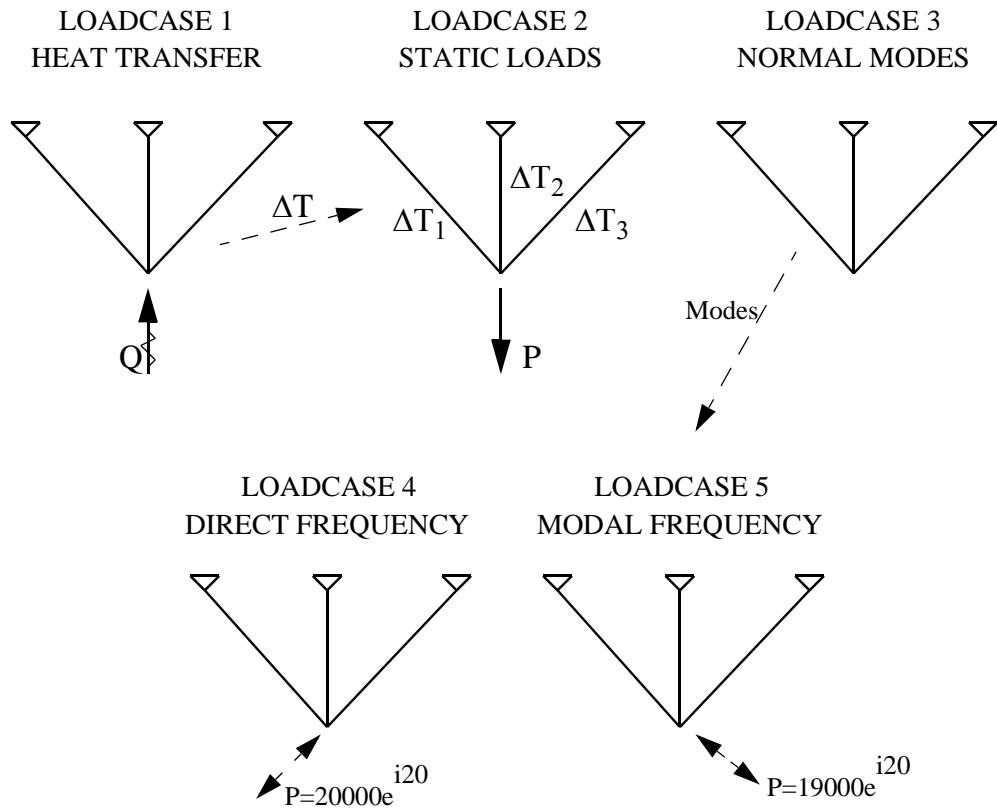 LOADCASE 1
HEAT TRANSFER
LOADCASE 2
STATIC LOADS
LOADCASE 3
NORMAL MODES
ΔT
ΔT1
ΔT2
ΔT3
Q
P
Modes
LOADCASE 4
DIRECT FREQUENCY
LOADCASE 5
MODAL FREQUENCY
P=20000e^i20
P=19000e^i20